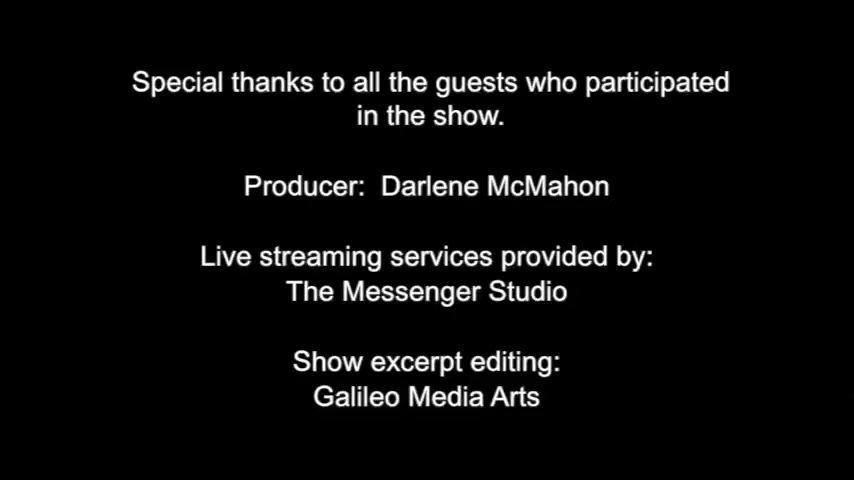 Special thanks to all the guests who participated
in the show.
Producer:  Darlene McMahon
Live streaming services provided by:
The Messenger Studio
Show excerpt editing:
Galileo Media Arts